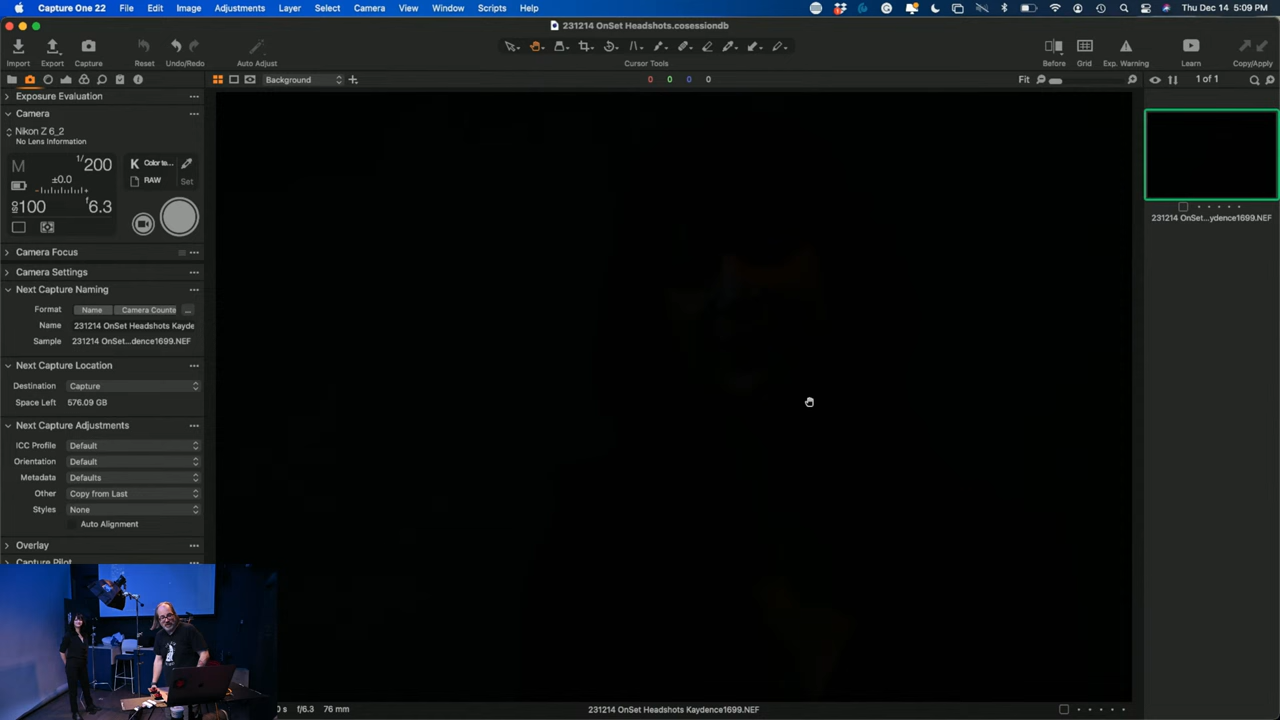 Capture One 22 File Edit Image Adjustments Layer Select Camera View Window Scripts Help Thu Dec 14 5:09 PM
231214 OnSet Headshots.cosessiondb
Import Export Capture Reset Undo/Redo Auto Adjust Cursor Tools Before Grid Exp. Warning Learn Copy/Apply
Background 0 0 0 0 Fit 1 of 1
Exposure Evaluation
Camera
Nikon Z 6_2
No Lens Information
M 1/200 K Color te...
±0.0 RAW Set
ISO 100 f 6.3
Camera Focus
Camera Settings
Next Capture Naming
Format Name Camera Counte ...
Name 231214 OnSet Headshots Kayde
Sample 231214 OnSet...dence1699.NEF
Next Capture Location
Destination Capture
Space Left 576.09 GB
Next Capture Adjustments
ICC Profile Default
Orientation Default
Metadata Defaults
Other Copy from Last
Styles None
Auto Alignment
Overlay
Capture Pilot
231214 OnSet...ydence1699.NEF
s f/6.3 76 mm 231214 OnSet Headshots Kaydence1699.NEF